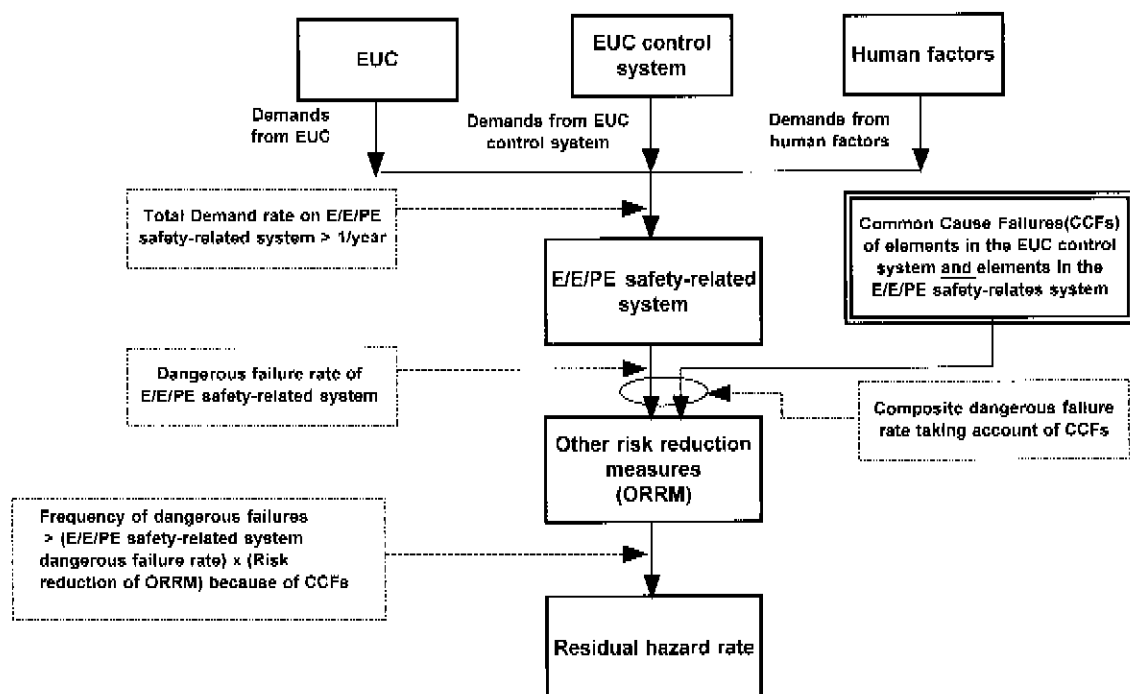 EUC
EUC control
system
Human factors
Demands
from EUC
Demands from EUC
control system
Demands from
human factors
Total Demand rate on E/E/PE
safety-related system > 1/year
Common Cause Failures(CCFs)
of elements in the EUC control
system and elements in the
E/E/PE safety-relates system
E/E/PE safety-related
system
Dangerous failure rate of
E/E/PE safety-related system
Composite dangerous failure
rate taking account of CCFs
Other risk reduction
measures
(ORRM)
Frequency of dangerous failures
> (E/E/PE safety-related system
dangerous failure rate) x (Risk
reduction of ORRM) because of CCFs
Residual hazard rate